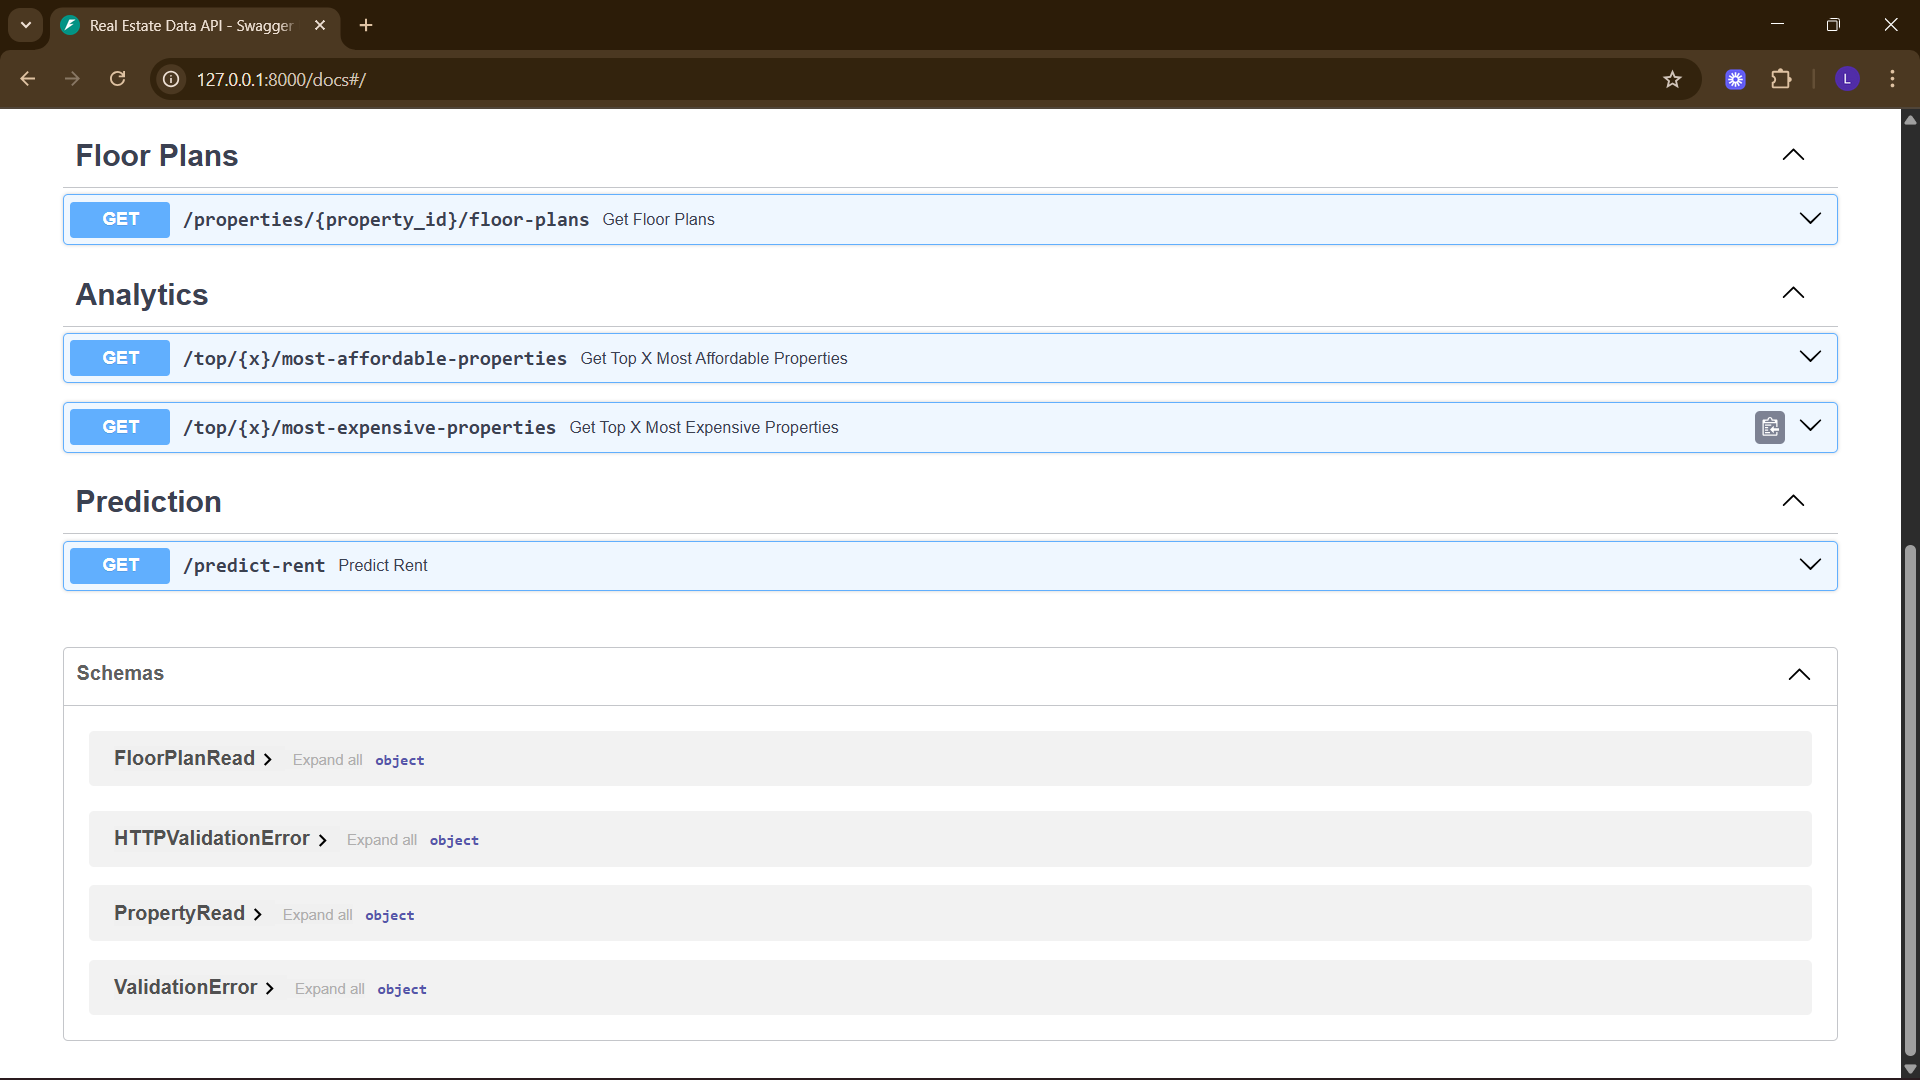 Real Estate Data API - Swagger
127.0.0.1:8000/docs#/
L
Floor Plans
GET /properties/{property_id}/floor-plans Get Floor Plans
Analytics
GET /top/{x}/most-affordable-properties Get Top X Most Affordable Properties
GET /top/{x}/most-expensive-properties Get Top X Most Expensive Properties
Prediction
GET /predict-rent Predict Rent
Schemas
FloorPlanRead Expand all object
HTTPValidationError Expand all object
PropertyRead Expand all object
ValidationError Expand all object